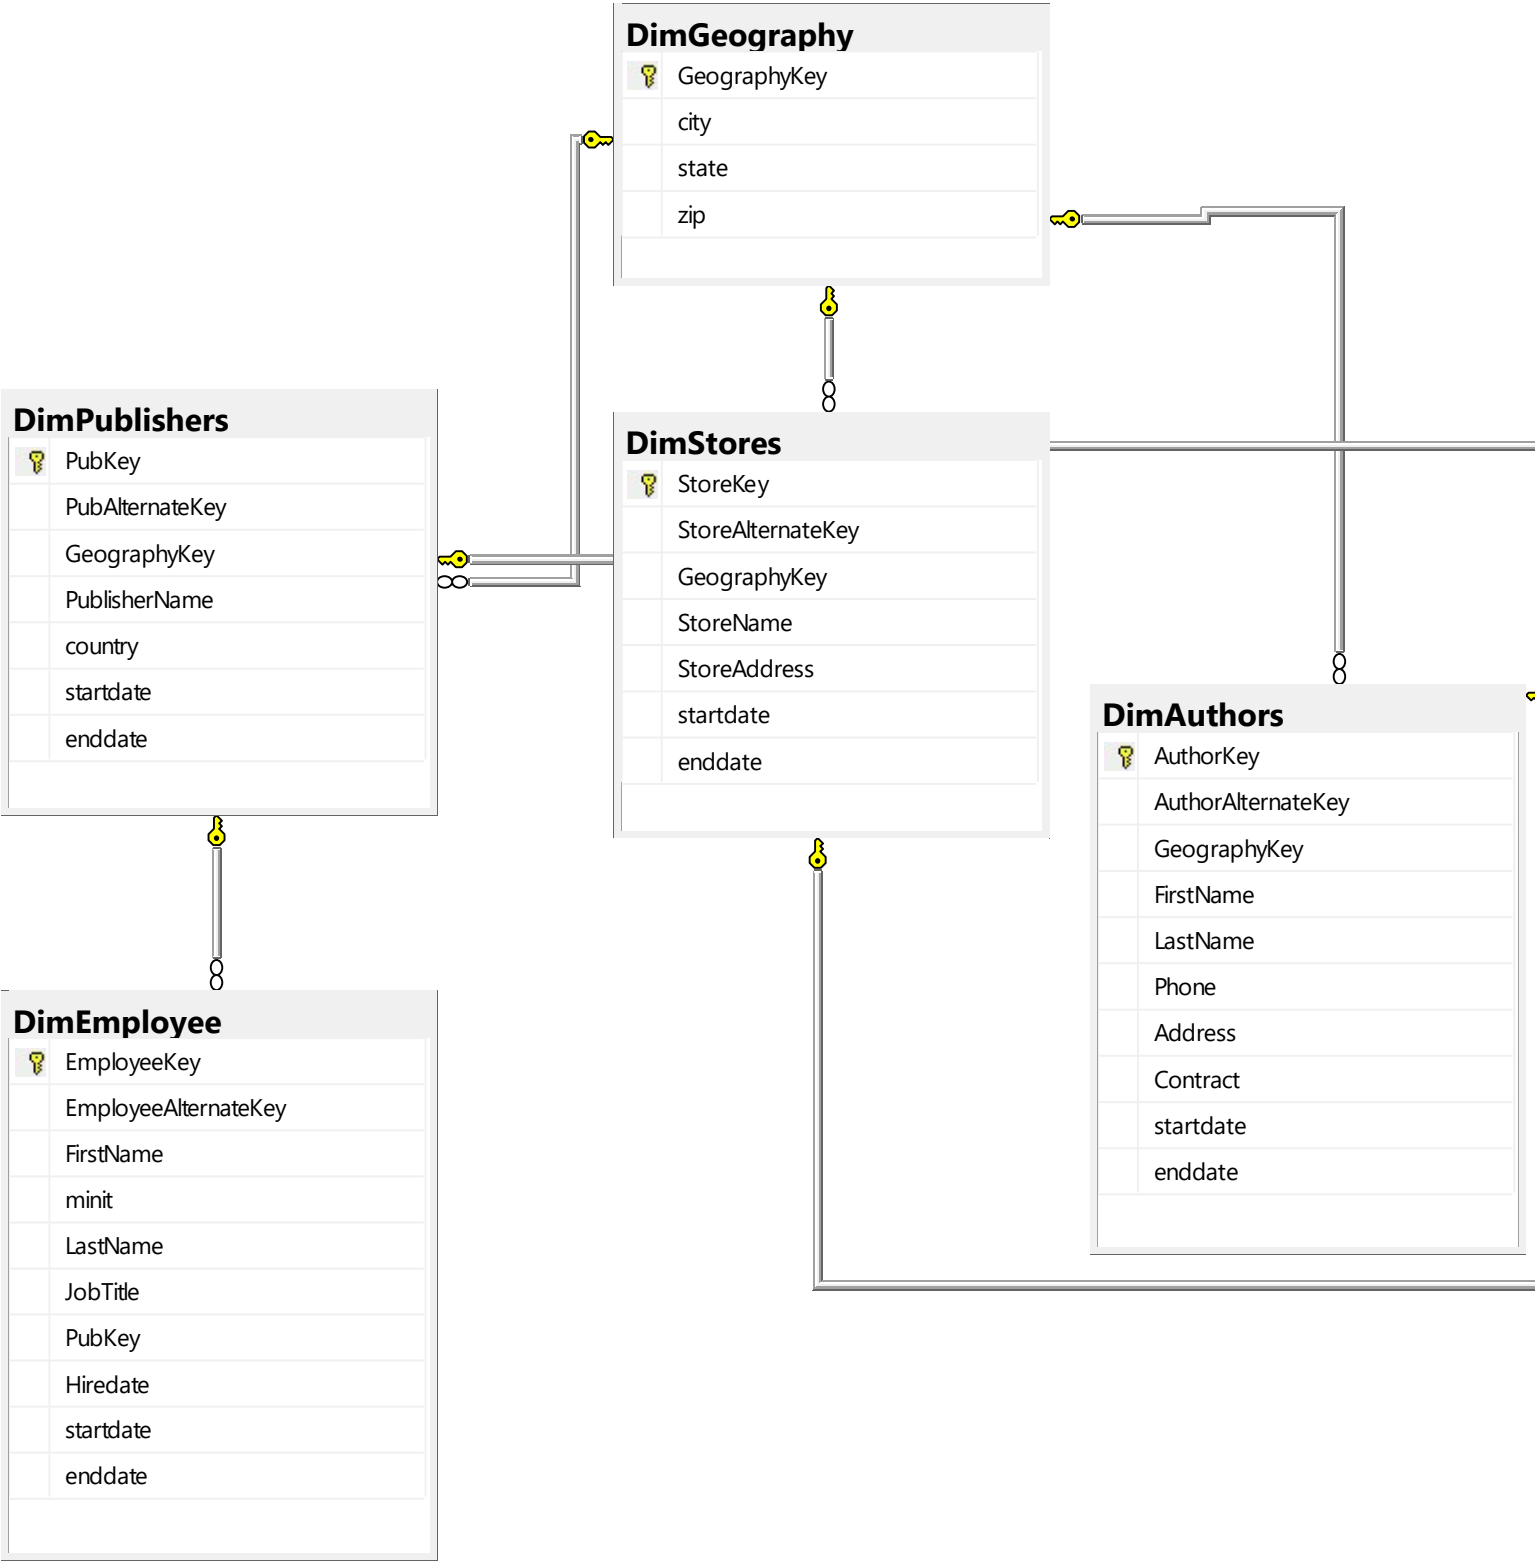 DimGeography
GeographyKey
city
state
zip
DimPublishers
PubKey
PubAlternateKey
GeographyKey
PublisherName
country
startdate
enddate
DimStores
StoreKey
StoreAlternateKey
GeographyKey
StoreName
StoreAddress
startdate
enddate
DimAuthors
AuthorKey
AuthorAlternateKey
GeographyKey
FirstName
LastName
Phone
Address
Contract
startdate
enddate
DimEmployee
EmployeeKey
EmployeeAlternateKey
FirstName
minit
LastName
JobTitle
PubKey
Hiredate
startdate
enddate